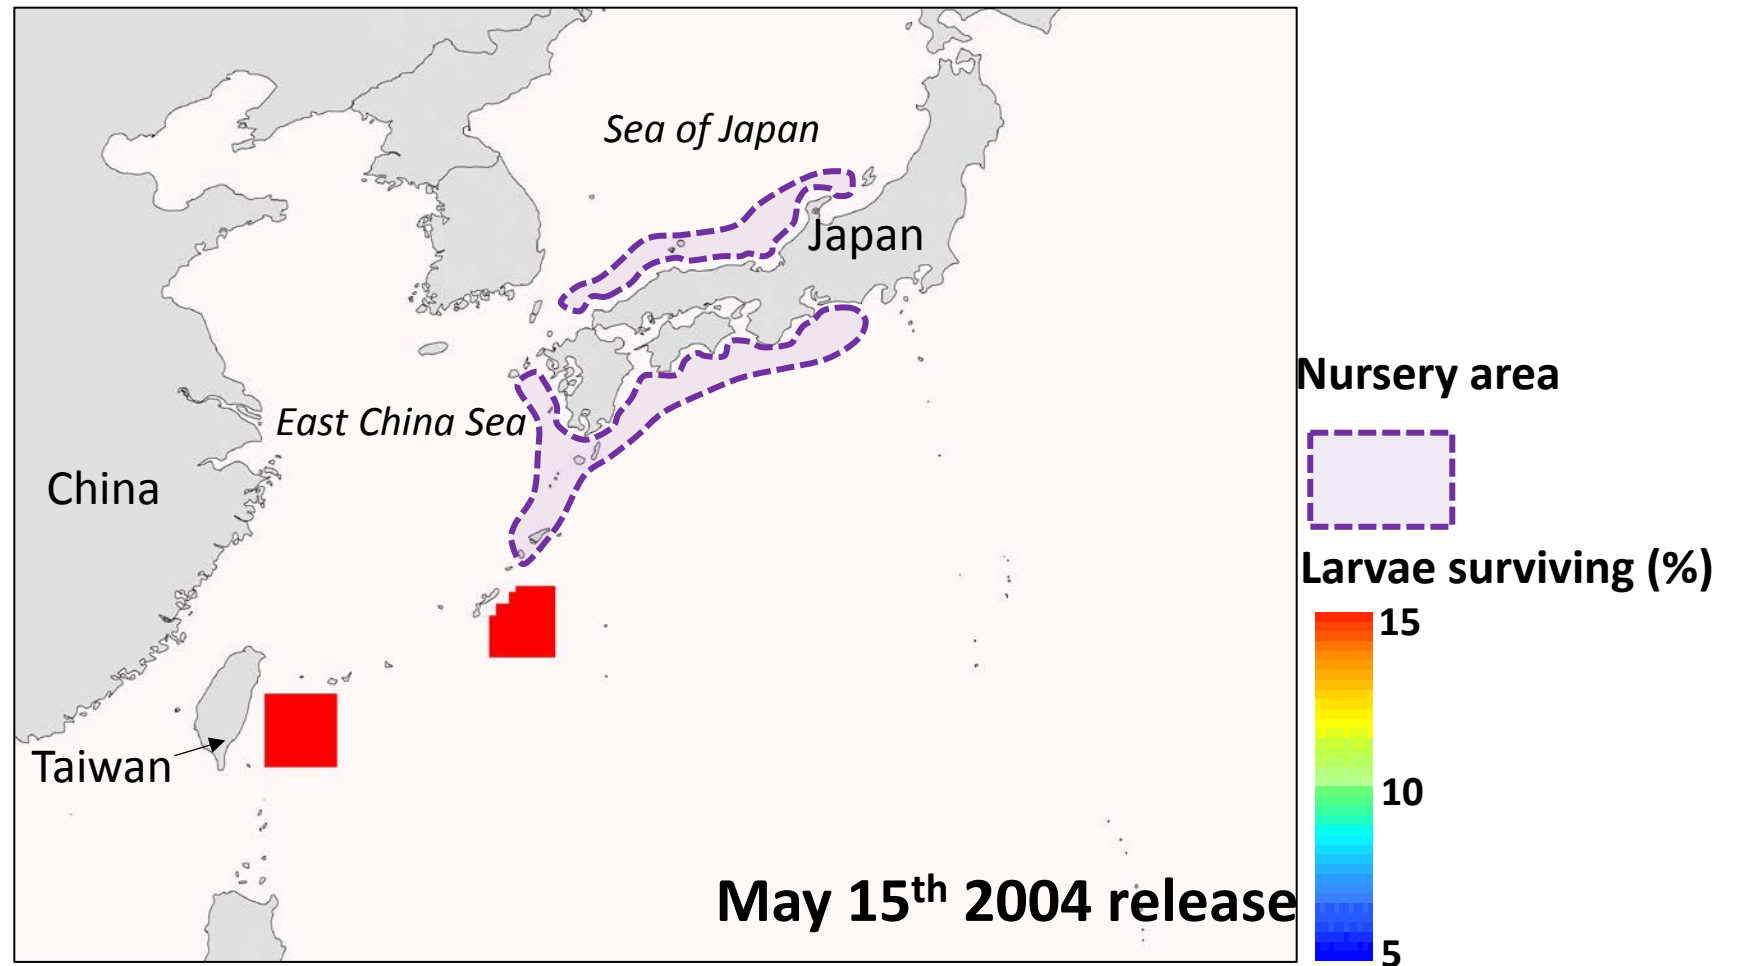 Sea of Japan
Japan
East China Sea
China
Taiwan
May 15th 2004 release
Nursery area
Larvae surviving (%)
15
10
5